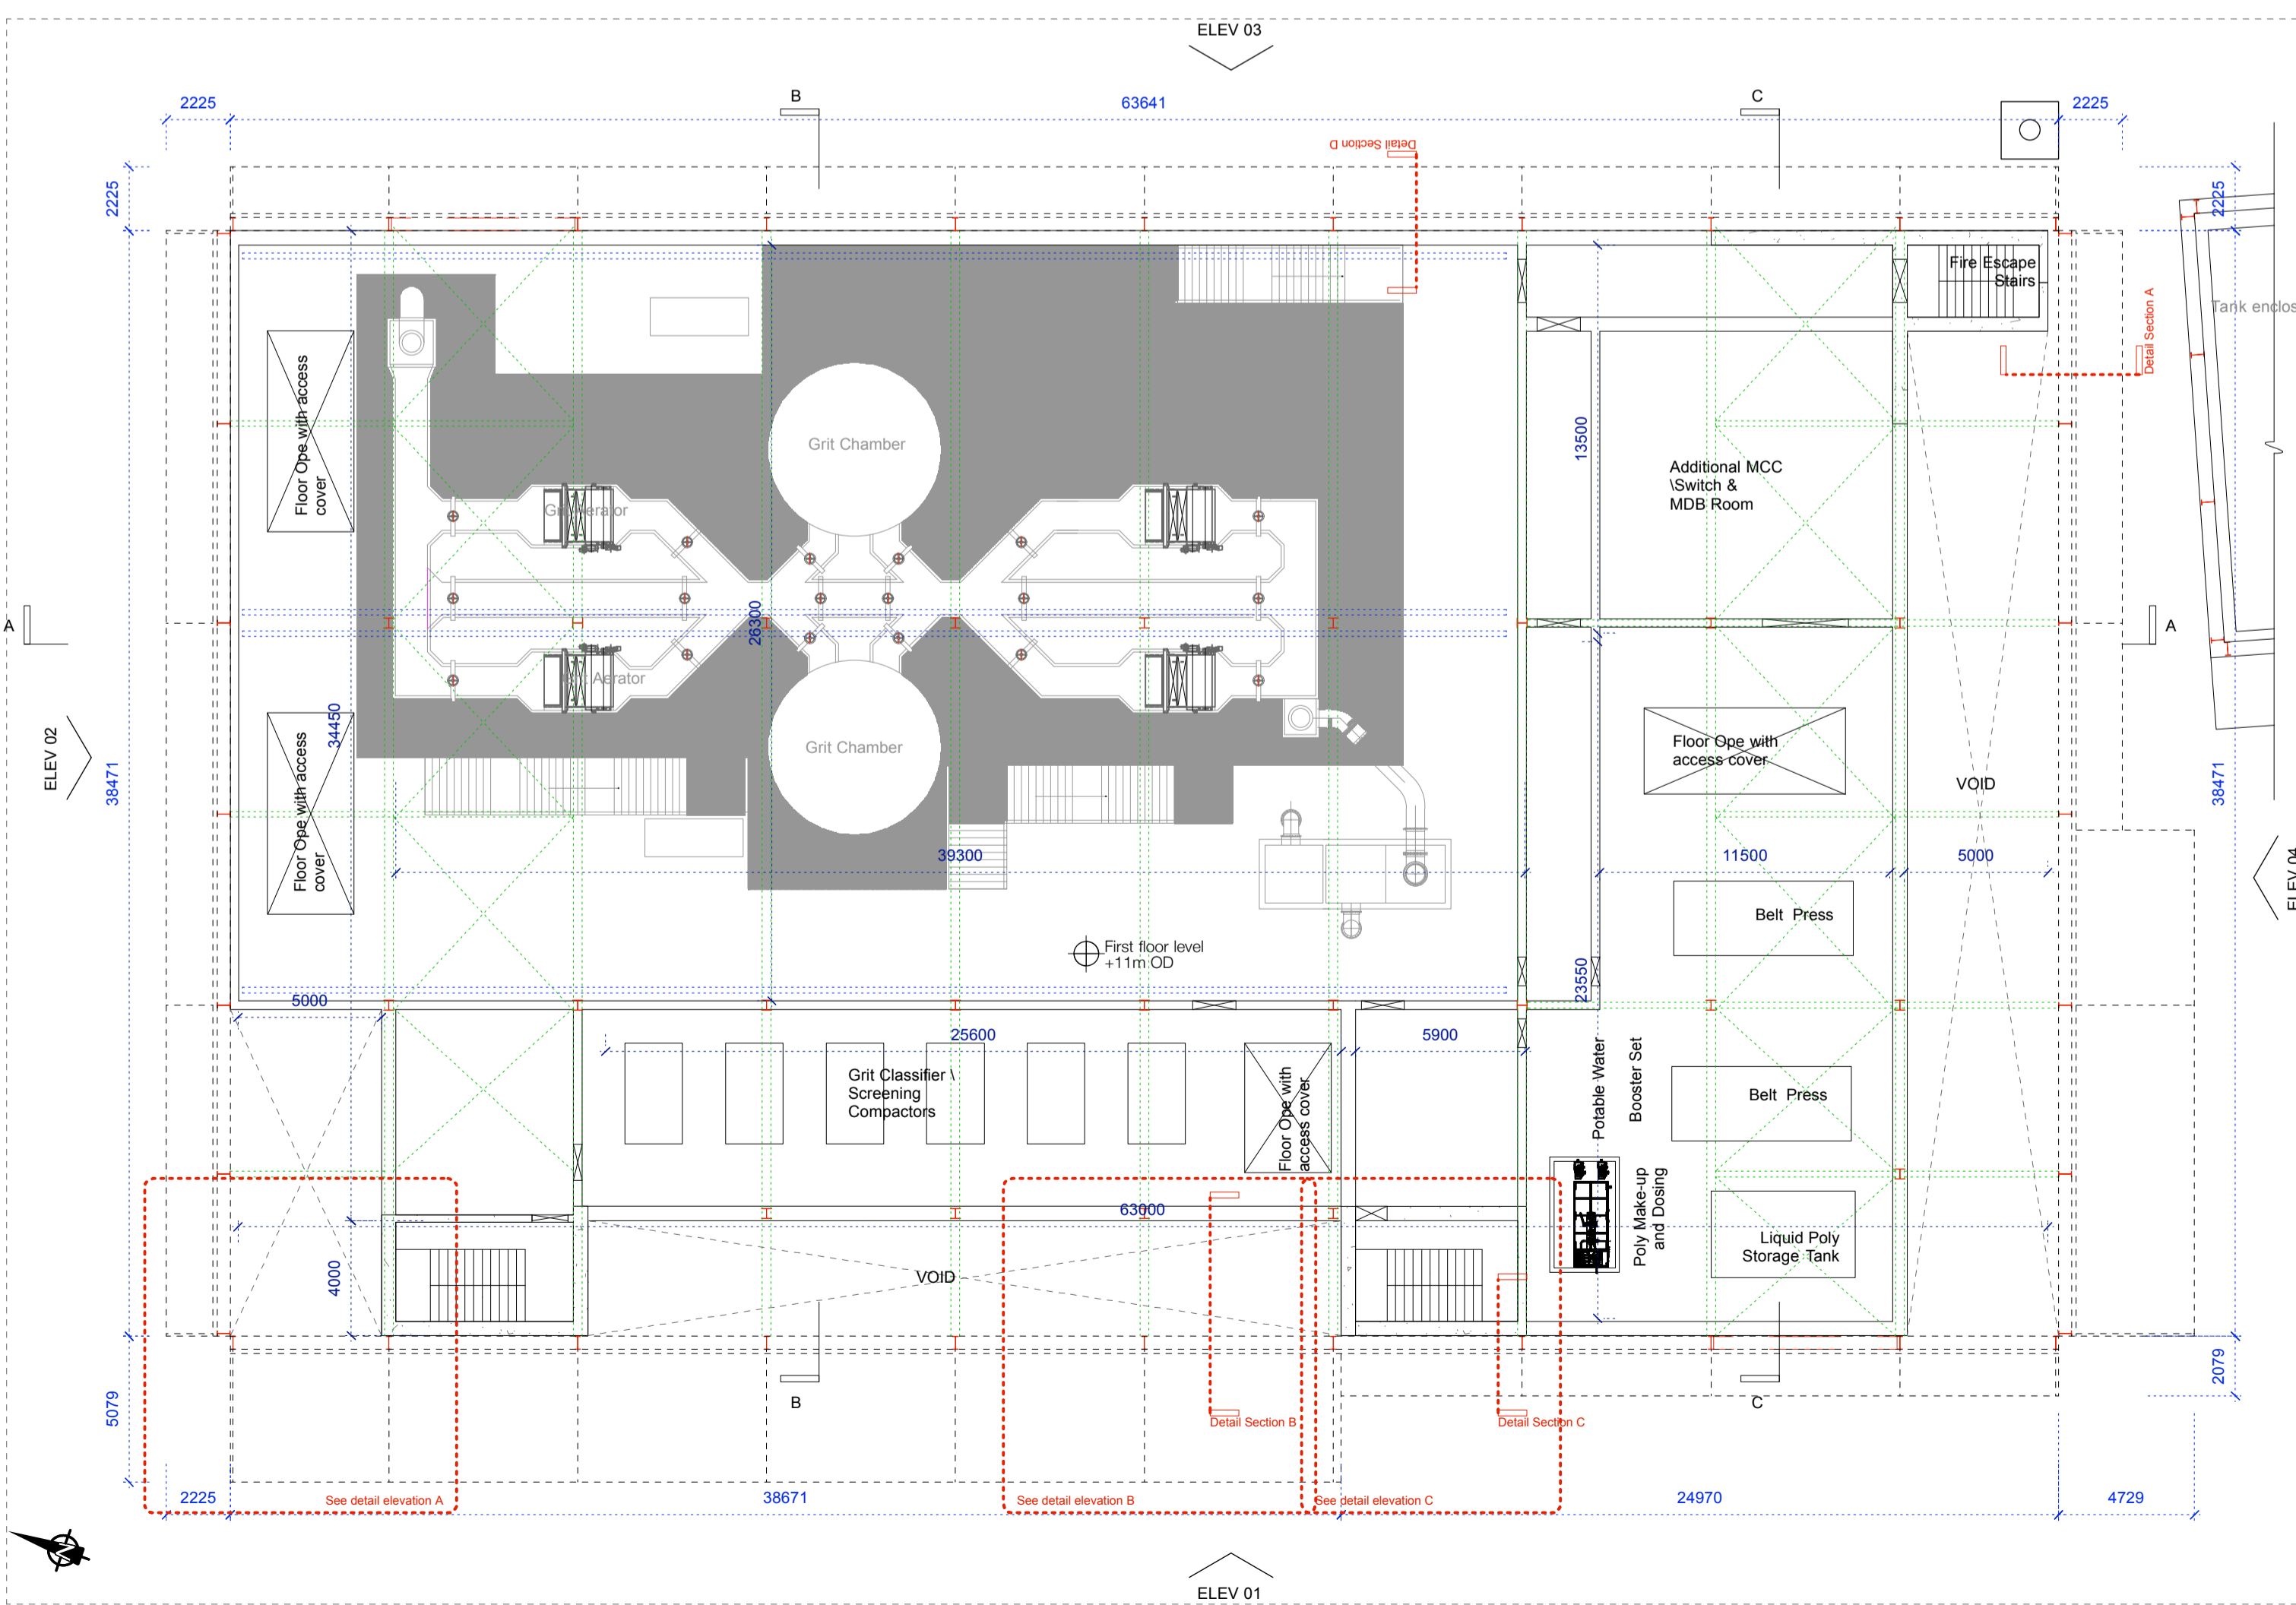 ELEV 03
2225
B
63641
C
2225
Detail Section D
2225
2225
Fire Escape
Stairs
Detail Section A
Tank enclos
Floor Ope with access
cover
Grit Chamber
13500
Additional MCC
\Switch &
MDB Room
Grit Aerator
26300
A
A
Grit Aerator
34450
Grit Chamber
ELEV 02
38471
Floor Ope with access
cover
Floor Ope with
access cover
VOID
38471
ELEV 04
39300
11500
5000
Belt Press
First floor level
+11m OD
23550
5000
25600
5900
Grit Classifier \
Screening
Compactors
Floor Ope with
access cover
Potable Water
Booster Set
Belt Press
63000
Poly Make-up
and Dosing
Liquid Poly
Storage Tank
4000
VOID
5079
2079
B
Detail Section B
Detail Section C
C
2225
See detail elevation A
38671
See detail elevation B
See detail elevation C
24970
4729
N
ELEV 01